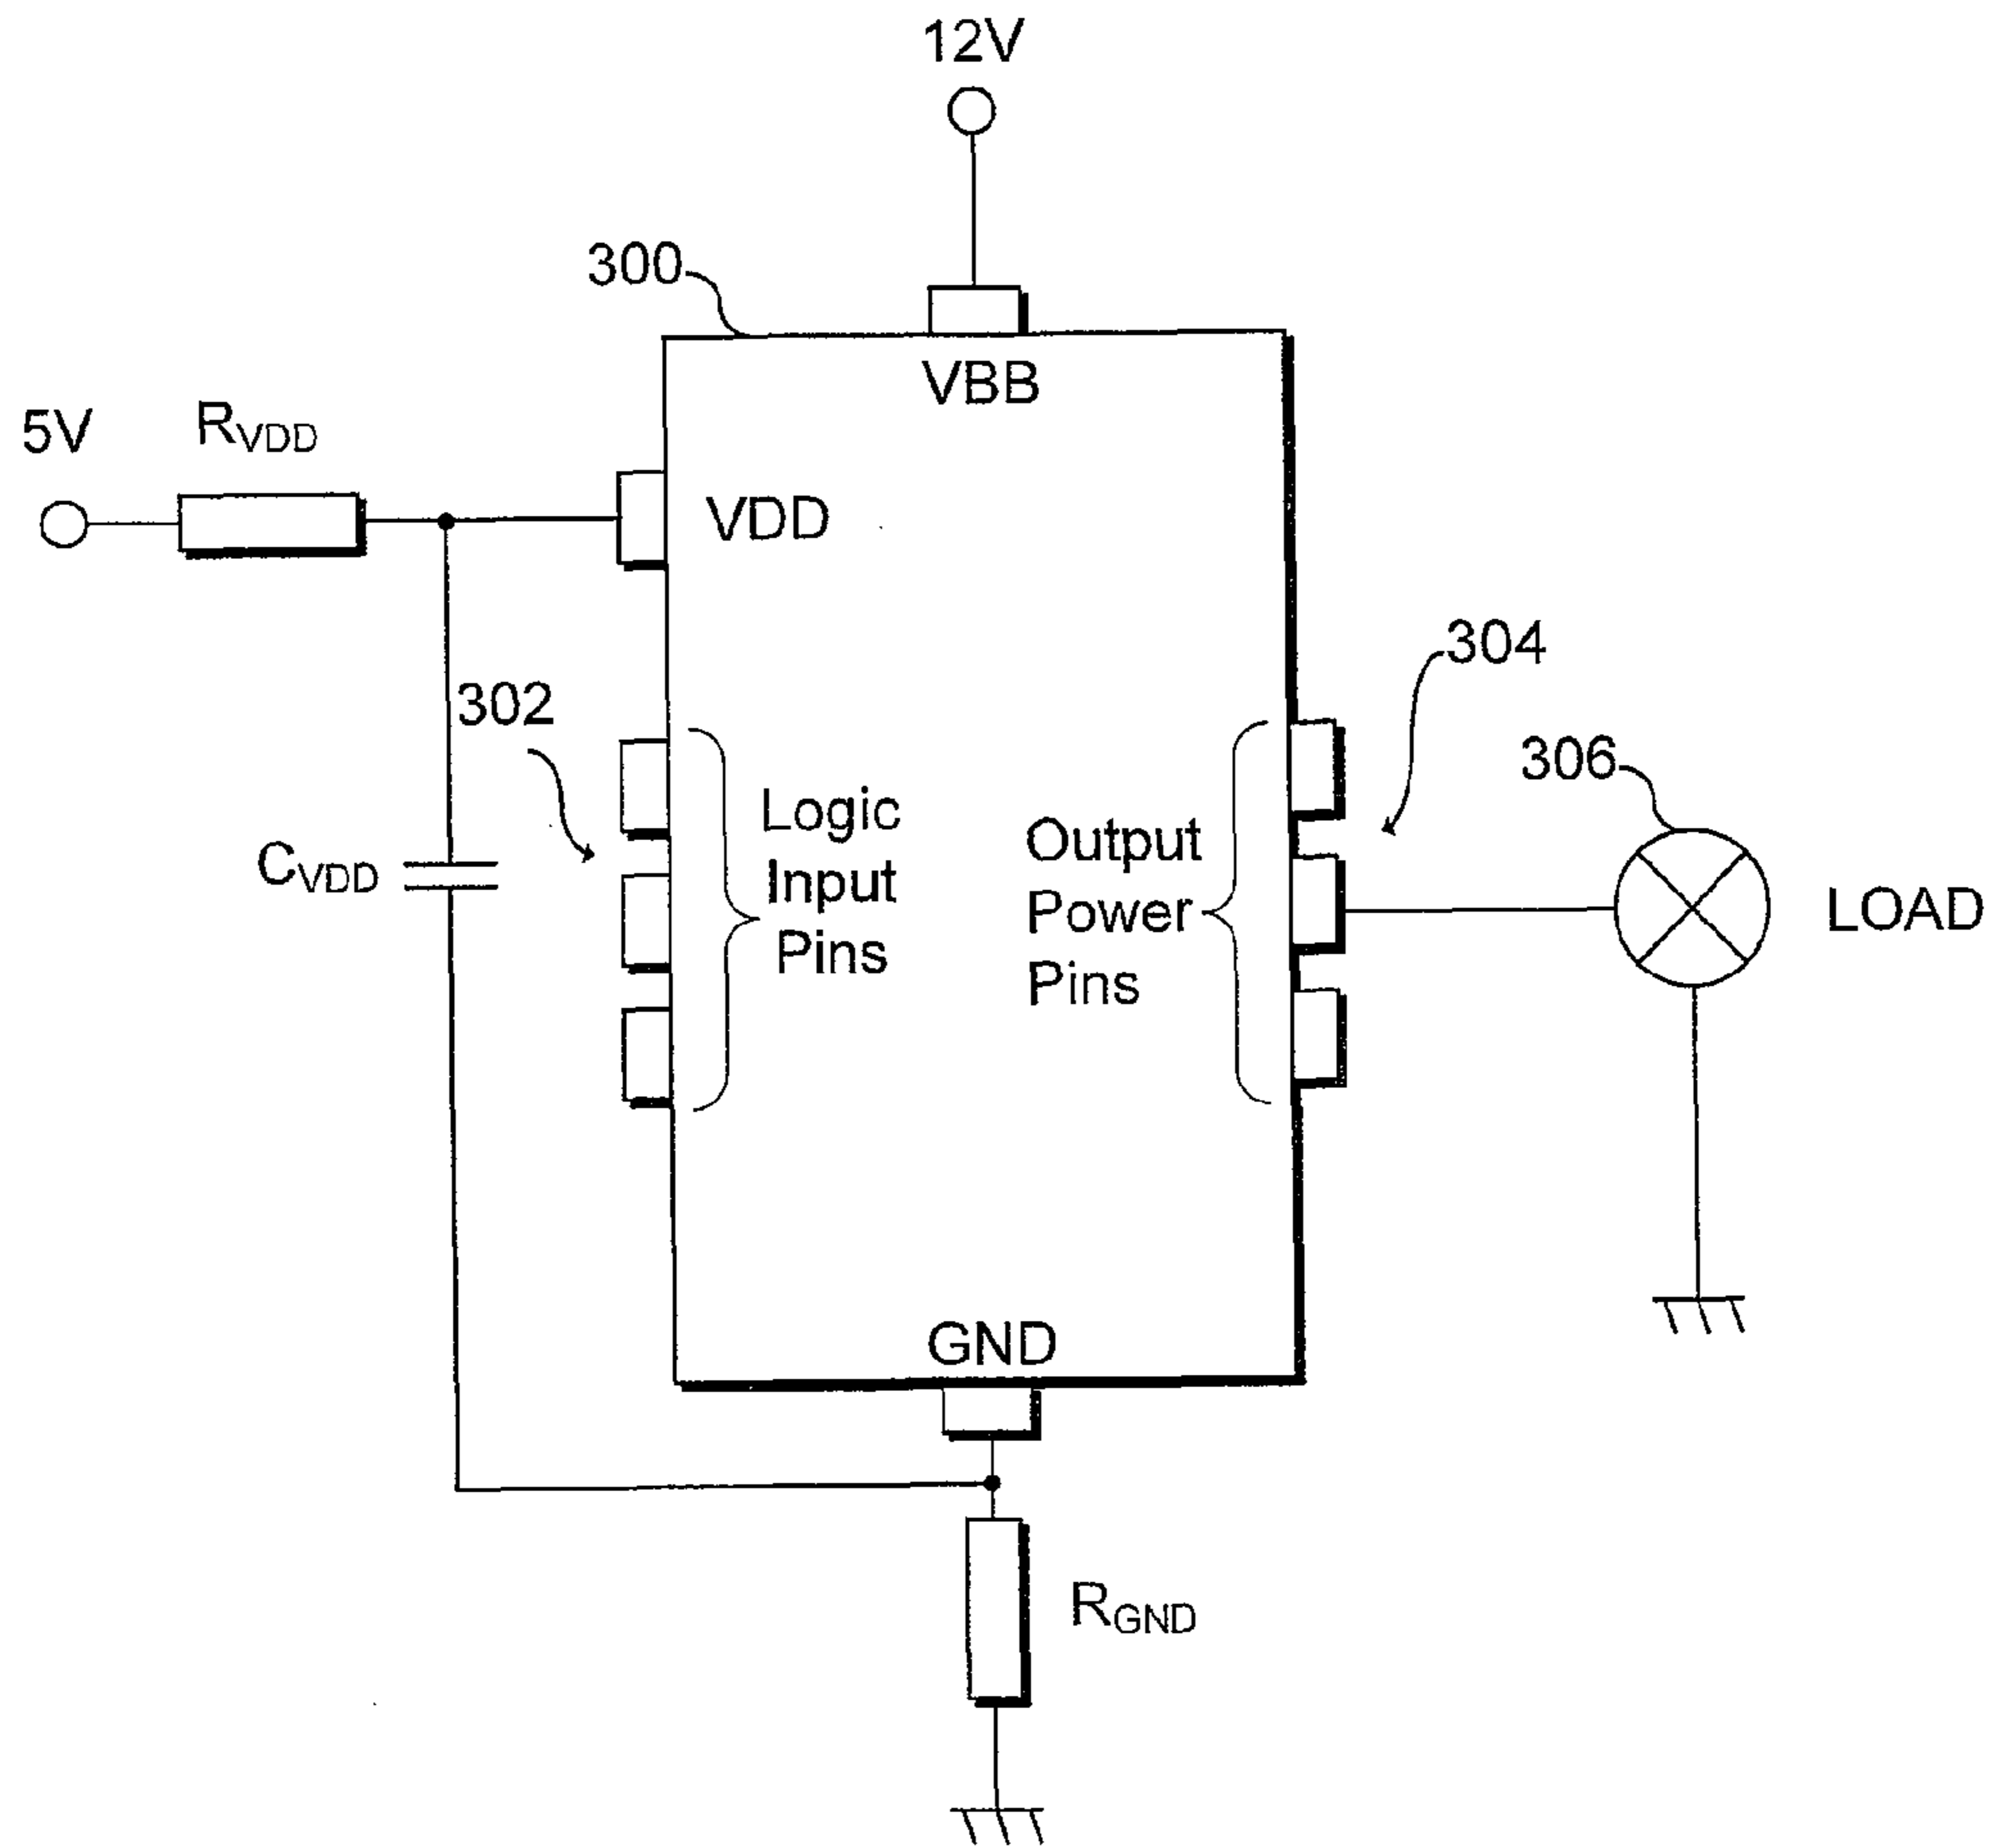 12V
300
VBB
5V
RVDD
VDD
304
302
306
Logic
Input
Pins
Output
Power
Pins
CVDD
LOAD
GND
RGND